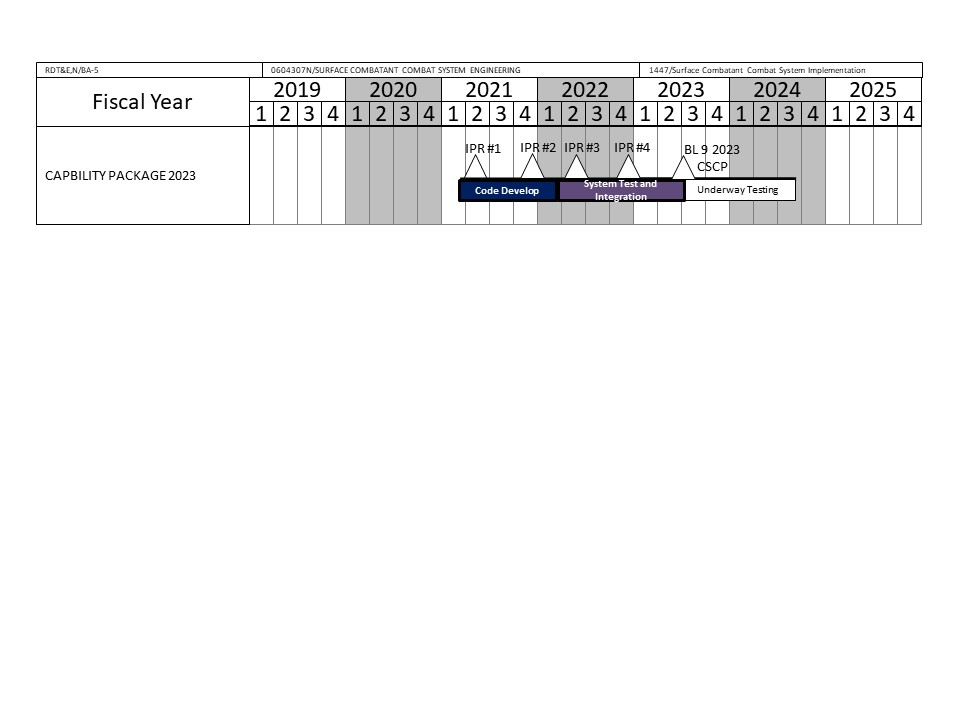 RDT&E,N/BA-5 0604307N/SURFACE COMBATANT COMBAT SYSTEM ENGINEERING 1447/Surface Combatant Combat System Implementation
Fiscal Year
2019 2020 2021 2022 2023 2024 2025
1 2 3 4 1 2 3 4 1 2 3 4 1 2 3 4 1 2 3 4 1 2 3 4 1 2 3 4
CAPBILITY PACKAGE 2023
IPR #1 IPR #2 IPR #3 IPR #4 BL 9 2023
CSCP
Code Develop
System Test and
Integration
Underway Testing